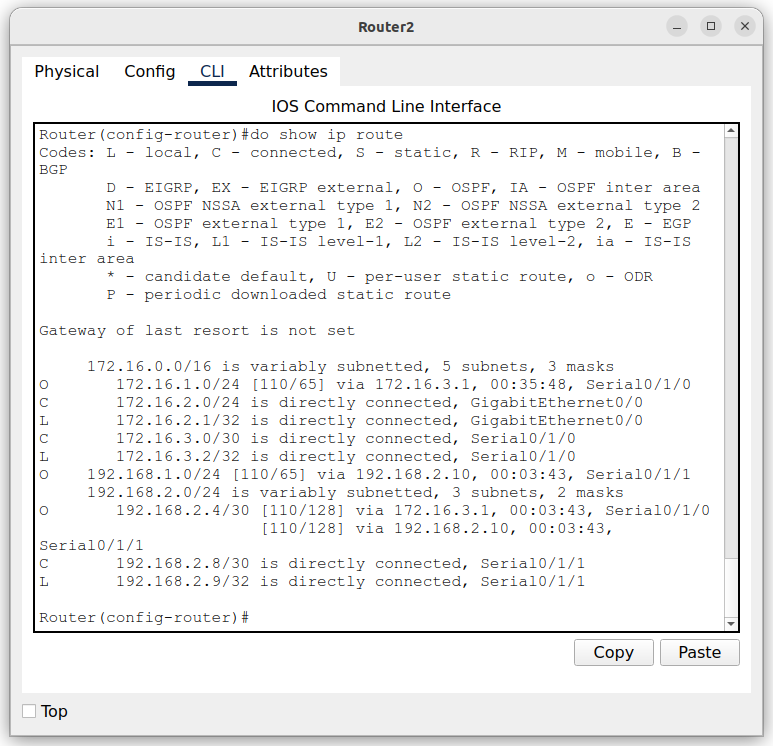 Router2
Physical Config CLI Attributes
IOS Command Line Interface
Router(config-router)#do show ip route
Codes: L - local, C - connected, S - static, R - RIP, M - mobile, B -
BGP
D - EIGRP, EX - EIGRP external, O - OSPF, IA - OSPF inter area
N1 - OSPF NSSA external type 1, N2 - OSPF NSSA external type 2
E1 - OSPF external type 1, E2 - OSPF external type 2, E - EGP
i - IS-IS, L1 - IS-IS level-1, L2 - IS-IS level-2, ia - IS-IS
inter area
* - candidate default, U - per-user static route, o - ODR
P - periodic downloaded static route
Gateway of last resort is not set
172.16.0.0/16 is variably subnetted, 5 subnets, 3 masks
O 172.16.1.0/24 [110/65] via 172.16.3.1, 00:35:48, Serial0/1/0
C 172.16.2.0/24 is directly connected, GigabitEthernet0/0
L 172.16.2.1/32 is directly connected, GigabitEthernet0/0
C 172.16.3.0/30 is directly connected, Serial0/1/0
L 172.16.3.2/32 is directly connected, Serial0/1/0
O 192.168.1.0/24 [110/65] via 192.168.2.10, 00:03:43, Serial0/1/1
192.168.2.0/24 is variably subnetted, 3 subnets, 2 masks
O 192.168.2.4/30 [110/128] via 172.16.3.1, 00:03:43, Serial0/1/0
[110/128] via 192.168.2.10, 00:03:43,
Serial0/1/1
C 192.168.2.8/30 is directly connected, Serial0/1/1
L 192.168.2.9/32 is directly connected, Serial0/1/1
Router(config-router)#
Copy Paste
Top